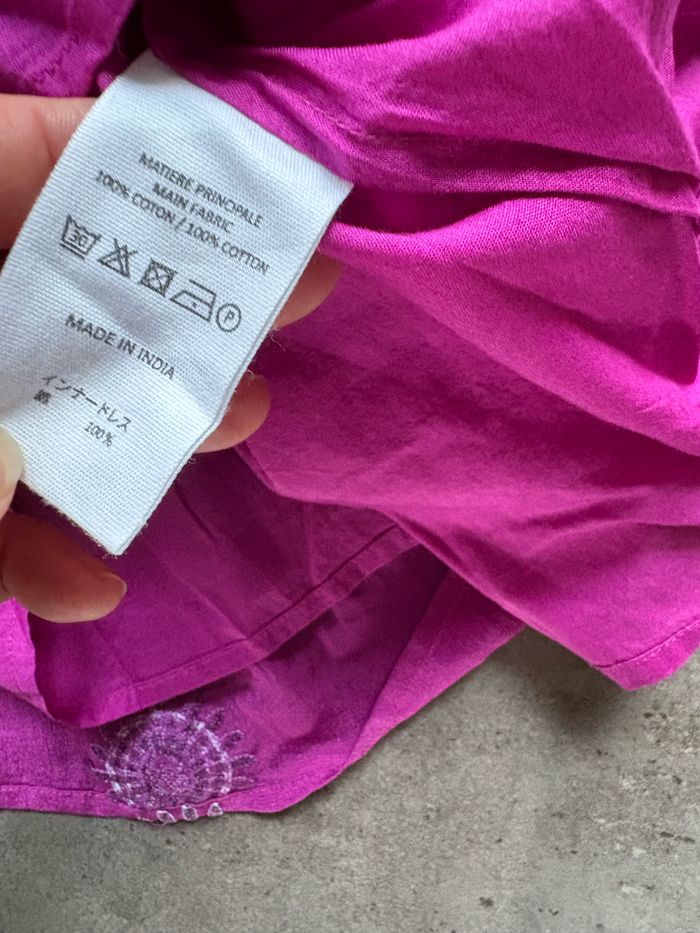 MATIERE PRINCIPALE
MAIN FABRIC
100% COTON / 100% COTTON
30 P
MADE IN INDIA
インナードレス
綿 100%